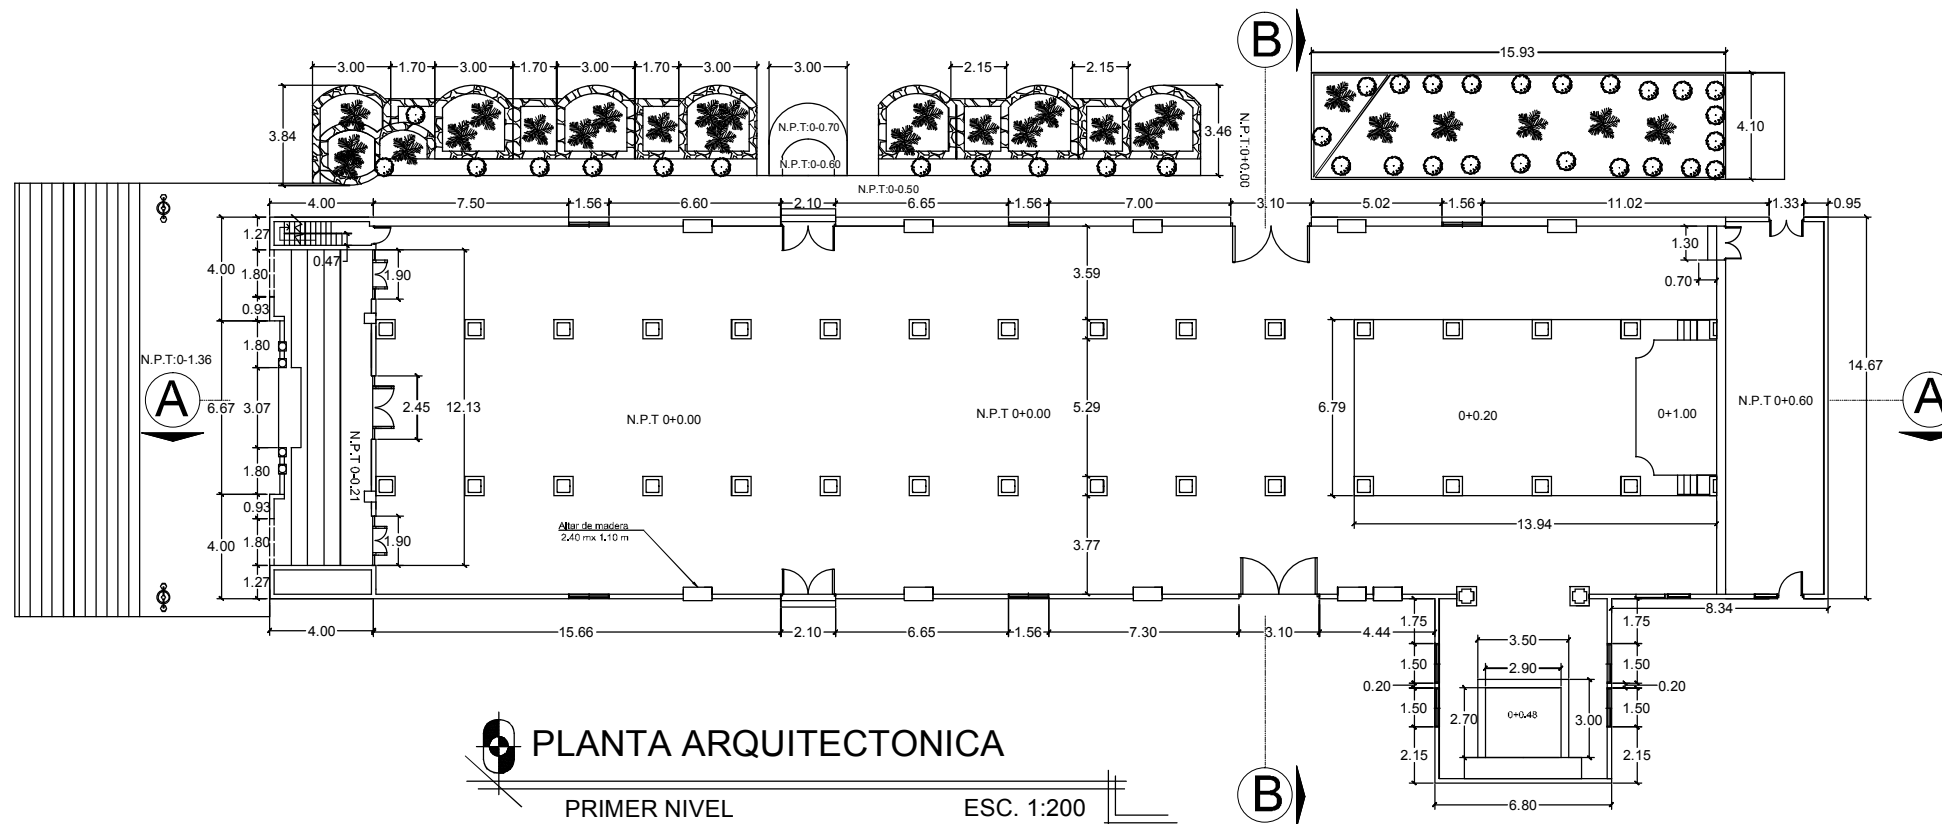 B
15.93
3.00 1.70 3.00 1.70 3.00 1.70 3.00 3.00 2.15 2.15
3.84
N.P.T:0-0.70
N.P.T:0-0.60
3.46
N.P.T:0+0.00
4.10
N.P.T:0-0.50
4.00 7.50 1.56 6.60 2.10 6.65 1.56 7.00 3.10 5.02 1.56 11.02 1.33 0.95
1.27
0.47
4.00
1.80
1.90
3.59
1.30
0.70
0.93
1.80
N.P.T:0-1.36
14.67
A
6.67
3.07
2.45
12.13
N.P.T 0+0.00
N.P.T 0+0.00
5.29
6.79
0+0.20
0+1.00
N.P.T 0+0.60
A
N.P.T 0-0.21
1.80
0.93
4.00
1.80
1.90
1.27
Altar de madera
2.40 mx 1.10 m
3.77
13.94
8.34
4.00 15.66 2.10 6.65 1.56 7.30 3.10 4.44
1.75
1.50
0.20
1.50
2.15
3.50
2.90
2.70
0+0.48
3.00
1.75
1.50
0.20
1.50
2.15
6.80
PLANTA ARQUITECTONICA
PRIMER NIVEL ESC. 1:200
B